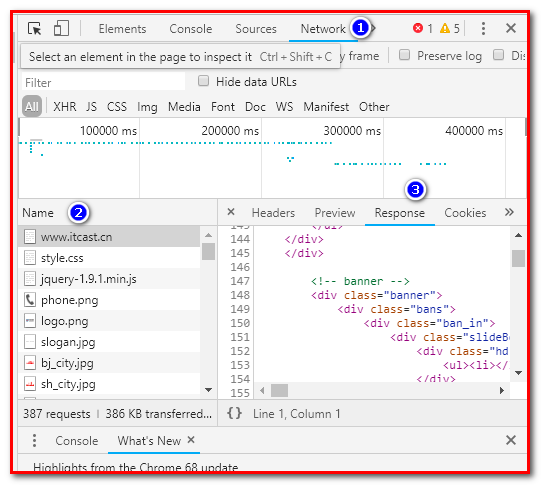 Elements Console Sources Network 1 1 5
Select an element in the page to inspect it Ctrl + Shift + C y frame Preserve log Dis
Filter Hide data URLs
All XHR JS CSS Img Media Font Doc WS Manifest Other
100000 ms 200000 ms 300000 ms 400000 ms
3
Name 2 × Headers Preview Response Cookies »
www.itcast.cn
style.css
jquery-1.9.1.min.js
phone.png
logo.png
slogan.jpg
bj_city.jpg
sh_city.jpg
143 </ul>
144 </div>
145 </div>
146
147 <!-- banner -->
148 <div class="banner">
149 <div class="bans">
150 <div class="ban_in">
151 <div class="slideBo
152 <div class="hd
153 <ul><li></
154 </div>
155
387 requests | 386 KB transferred... {} Line 1, Column 1
Console What's New ×
Highlights from the Chrome 68 update